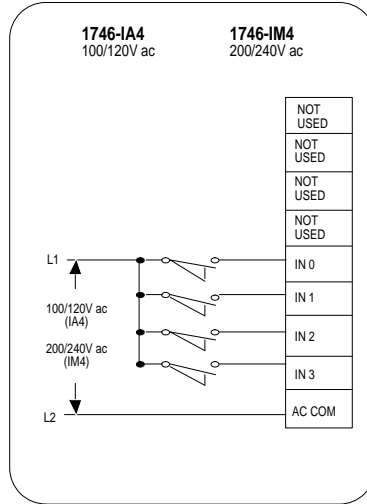 1746-IA4 1746-IM4
100/120V ac 200/240V ac
NOT
USED
NOT
USED
NOT
USED
NOT
USED
L1 IN 0
100/120V ac
(IA4)
IN 1
200/240V ac
(IM4)
IN 2
IN 3
L2 AC COM